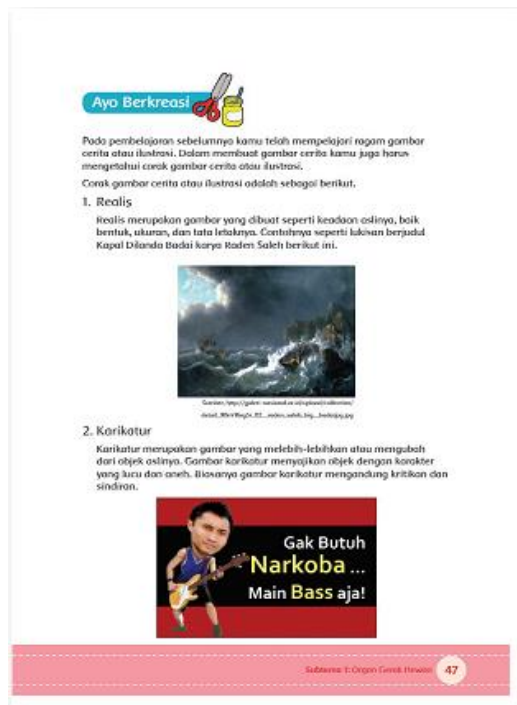 Ayo Berkreasi
Pada pembelajaran sebelumnya kamu telah mempelajari ragam gambar
cerita atau ilustrasi. Dalam membuat gambar cerita kamu juga harus
mengetahui corak gambar cerita atau ilustrasi.
Corak gambar cerita atau ilustrasi adalah sebagai berikut.
1. Realis
Realis merupakan gambar yang dibuat seperti keadaan aslinya, baik
bentuk, ukuran, dan tata letaknya. Contohnya seperti lukisan berjudul
Kapal Dilanda Badai karya Raden Saleh berikut ini.
2. Karikatur
Karikatur merupakan gambar yang melebih-lebihkan atau mengubah
dari objek aslinya. Gambar karikatur menyajikan objek dengan karakter
yang lucu dan aneh. Biasanya gambar karikatur mengandung kritikan dan
sindiran.
Gak Butuh
Narkoba ...
Main Bass aja!
Subtema 1: Organ Gerak Hewan 47